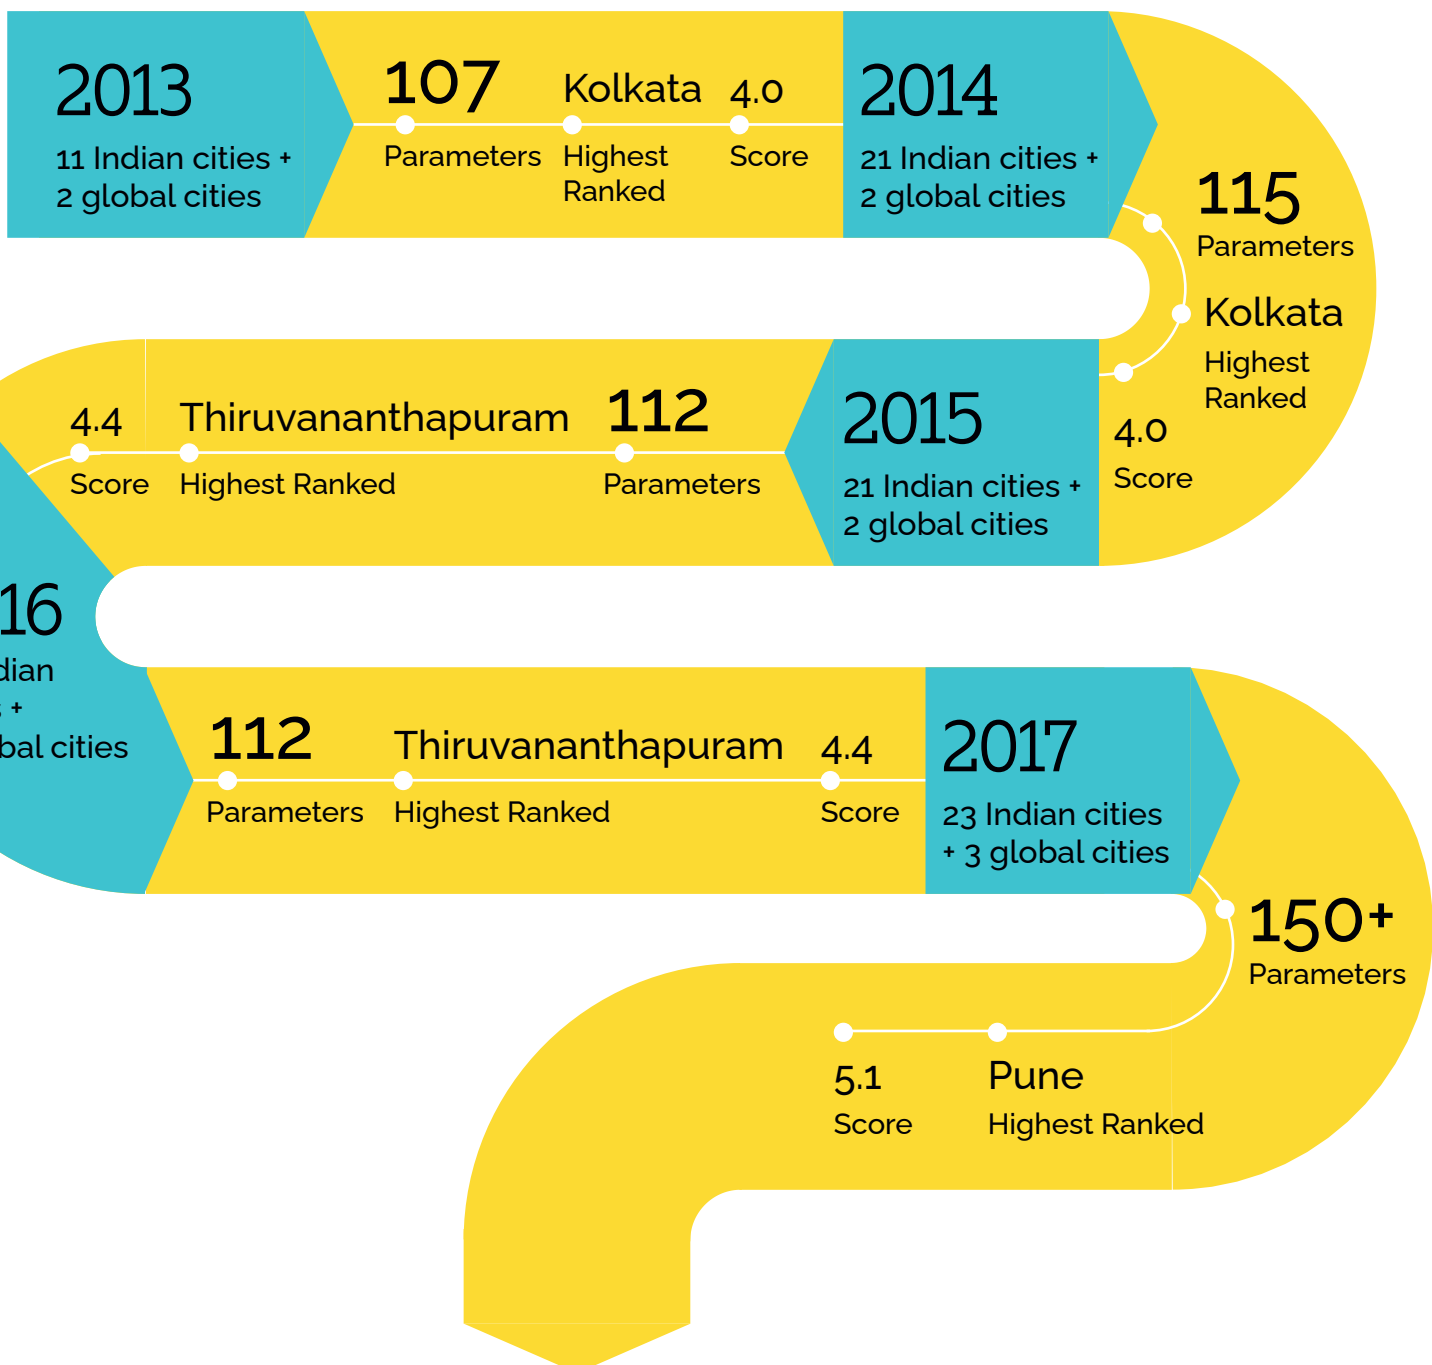 2013
11 Indian cities +
2 global cities
107
Parameters
Kolkata
Highest
Ranked
4.0
Score
2014
21 Indian cities +
2 global cities
115
Parameters
Kolkata
Highest
Ranked
4.0
Score
2015
21 Indian cities +
2 global cities
112
Parameters
Thiruvananthapuram
Highest Ranked
4.4
Score
16
dian
+
bal cities
112
Parameters
Thiruvananthapuram
Highest Ranked
4.4
Score
2017
23 Indian cities
+ 3 global cities
150+
Parameters
Pune
Highest Ranked
5.1
Score